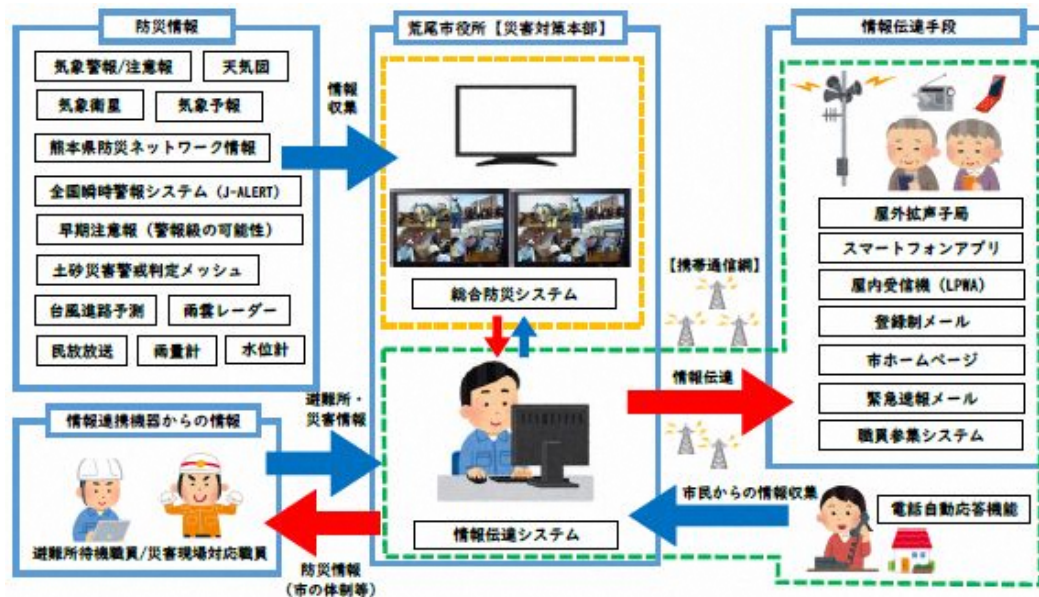 防災情報
気象警報/注意報
天気図
気象衛星
気象予報
熊本県防災ネットワーク情報
全国瞬時警報システム（J-ALERT）
早期注意報（警報級の可能性）
土砂災害警戒判定メッシュ
台風進路予測
雨雲レーダー
民放放送
雨量計
水位計
情報
収集
荒尾市役所【災害対策本部】
総合防災システム
情報伝達システム
情報連携機器からの情報
避難所待機職員/災害現場対応職員
避難所・
災害情報
防災情報
（市の体制等）
【携帯通信網】
情報伝達
市民からの情報収集
情報伝達手段
屋外拡声子局
スマートフォンアプリ
屋内受信機（LPWA）
登録制メール
市ホームページ
緊急速報メール
職員参集システム
電話自動応答機能